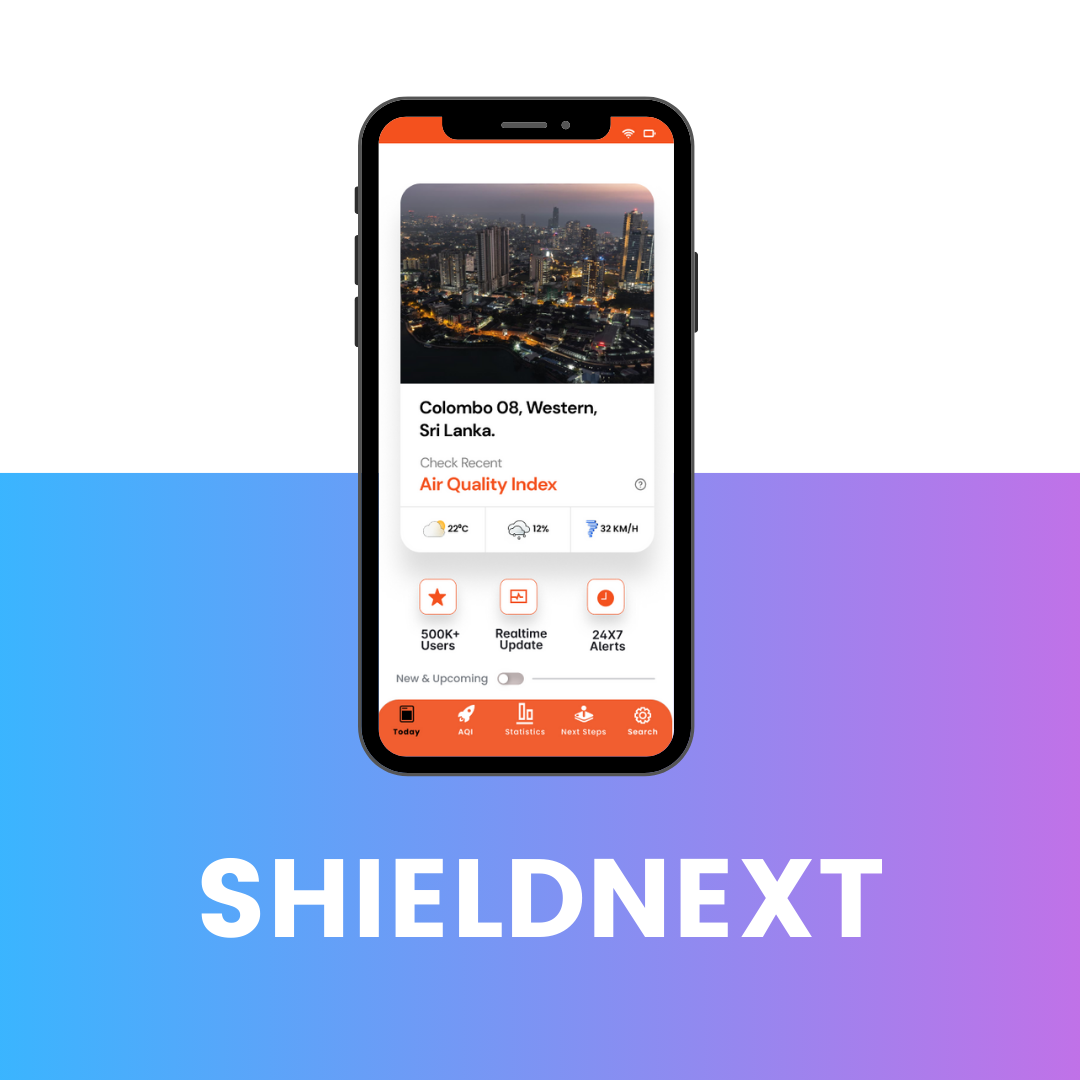 Colombo 08, Western,
Sri Lanka.
Check Recent
Air Quality Index
?
22°C
12%
32 KM/H
500K+
Users
Realtime
Update
24X7
Alerts
New & Upcoming
Today
AQI
Statistics
Next Steps
Search
SHIELDNEXT